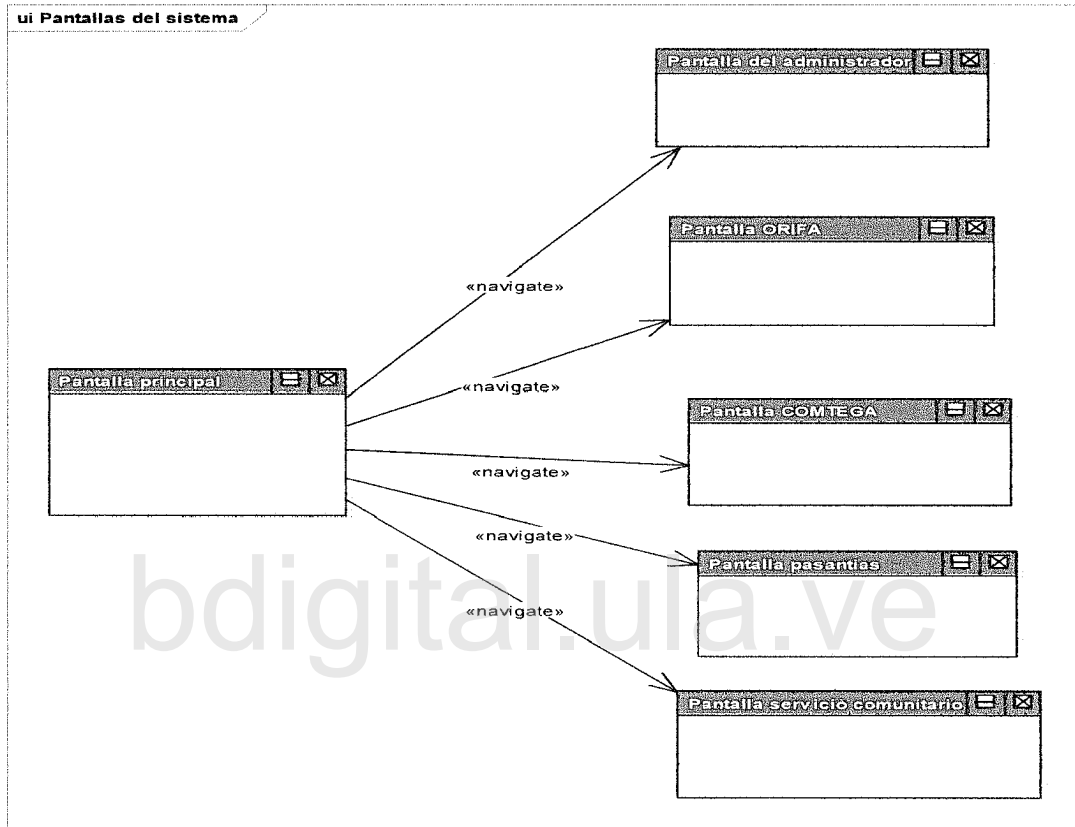 ui Pantallas del sistema
Pantalla del administrador
Pantalla ORIFA
«navigate»
Pantalla principal
«navigate»
Pantalla COMTEGA
«navigate»
«navigate»
Pantalla pasantias
«navigate»
Pantalla servicio comunitario
bdigital.ula.ve